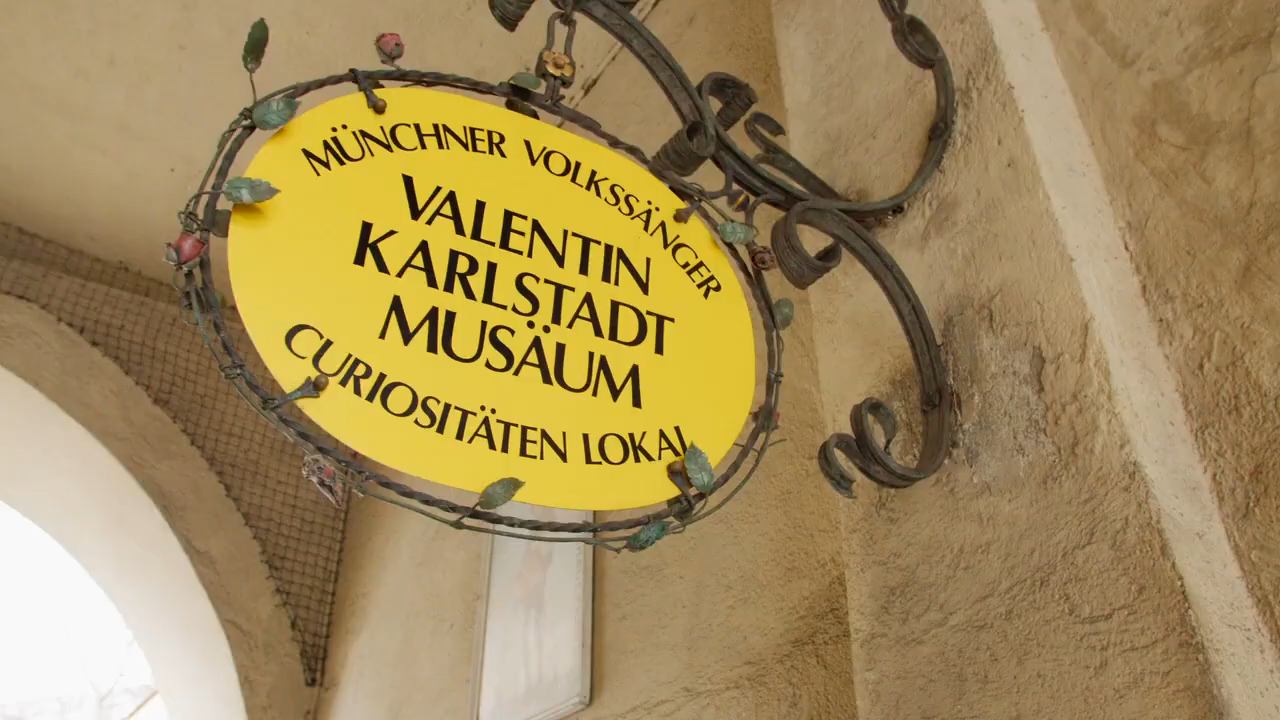 MÜNCHNER VOLKSSÄNGER
VALENTIN
KARLSTADT
MUSÄUM
CURIOSITÄTEN LOKAL